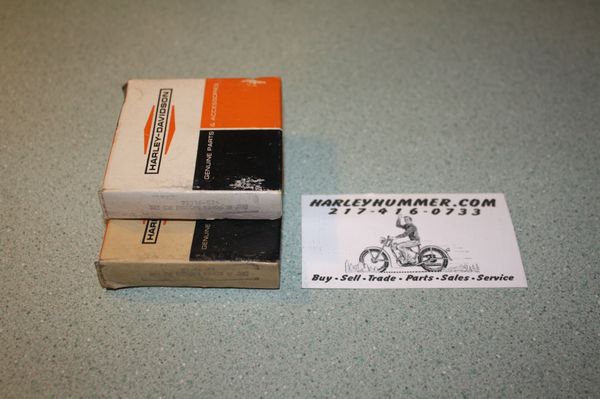 HARLEY-DAVIDSON
GENUINE PARTS & ACCESSORIES
HARLEY
GENUINE
HARLEYHUMMER.COM
217-416-0733
Buy - Sell - Trade - Parts - Sales - Service